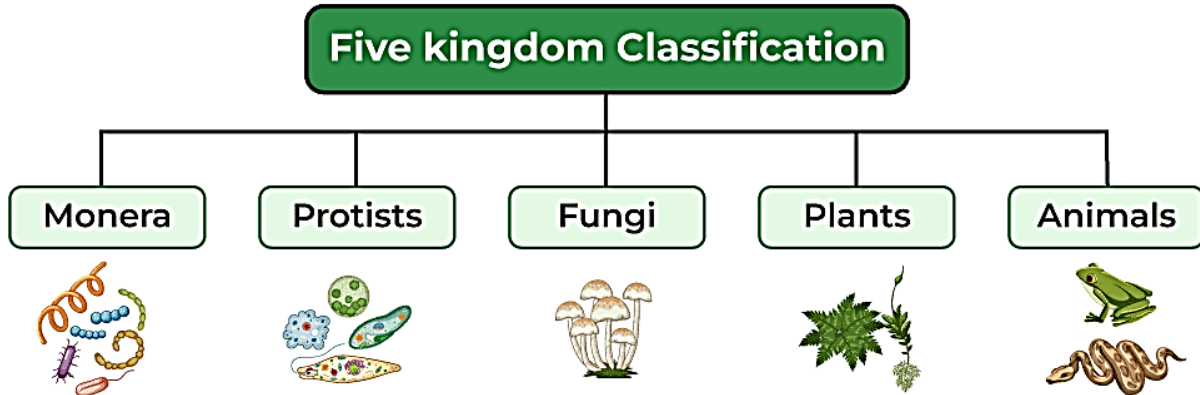 Five kingdom Classification
Monera
Protists
Fungi
Plants
Animals